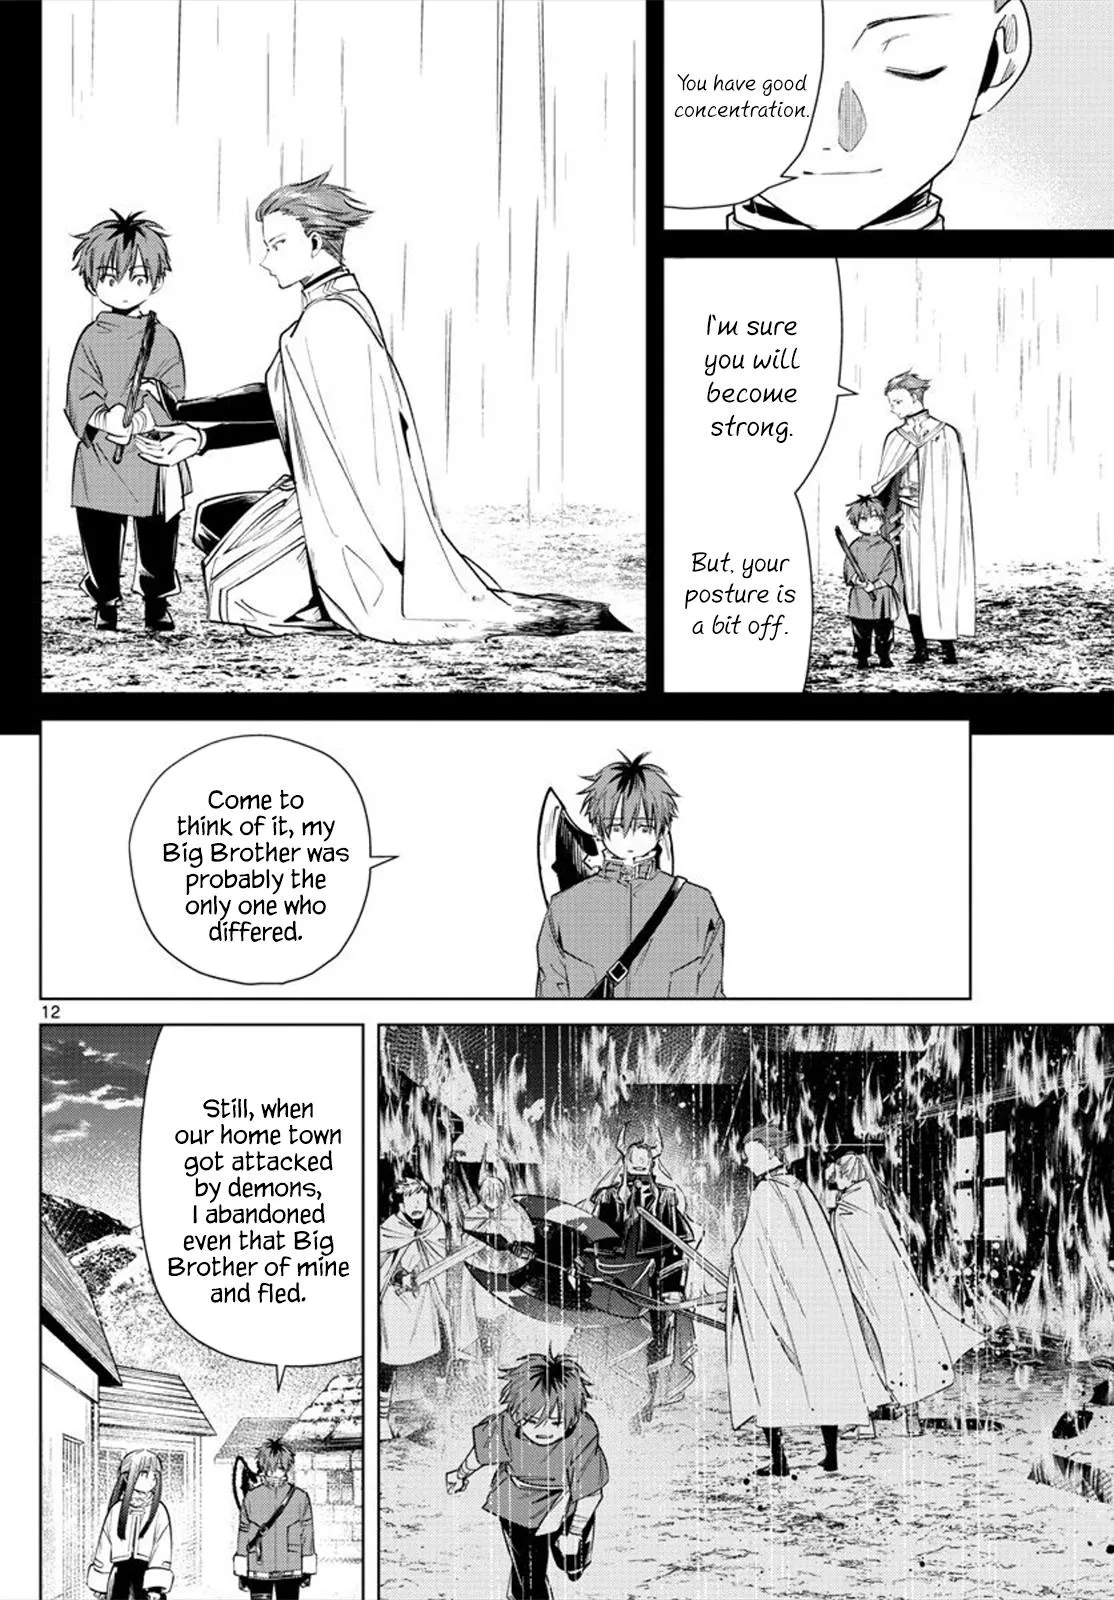 You have good
concentration.
I'm sure
you will
become
strong.
But, your
posture is
a bit off.
Come to
think of it, my
Big Brother was
probably the
only one who
differed.
12
Still, when
our home town
got attacked
by demons,
I abandoned
even that Big
Brother of mine
and fled.